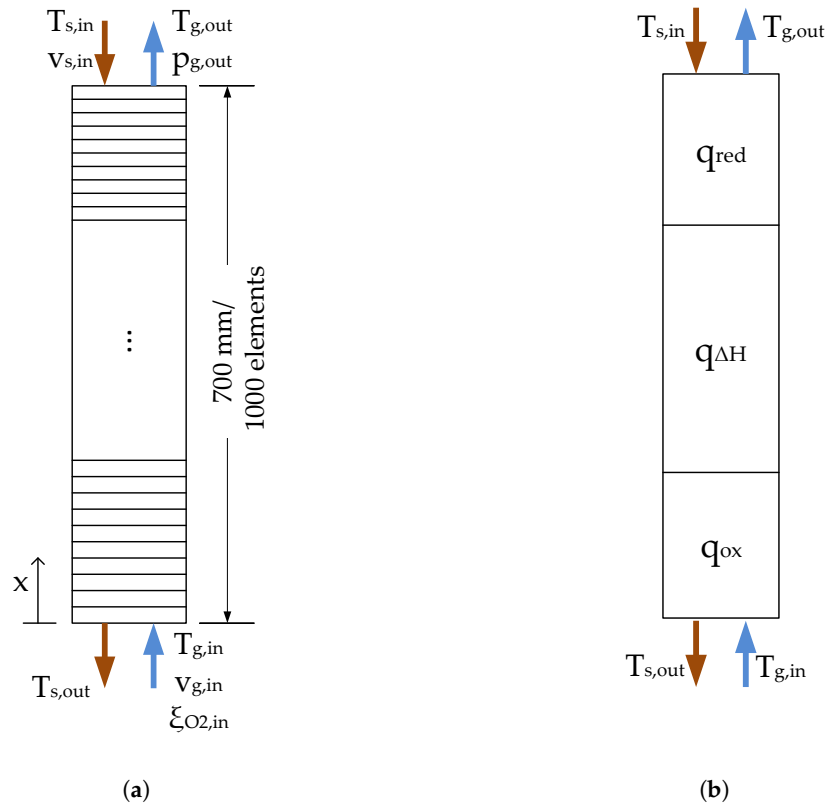 Ts,in
vs,in
Tg,out
pg,out
...
700 mm/
1000 elements
x
Ts,out
Tg,in
vg,in
ξO2,in
(a)
Ts,in
Tg,out
qred
qΔH
qox
Ts,out
Tg,in
(b)